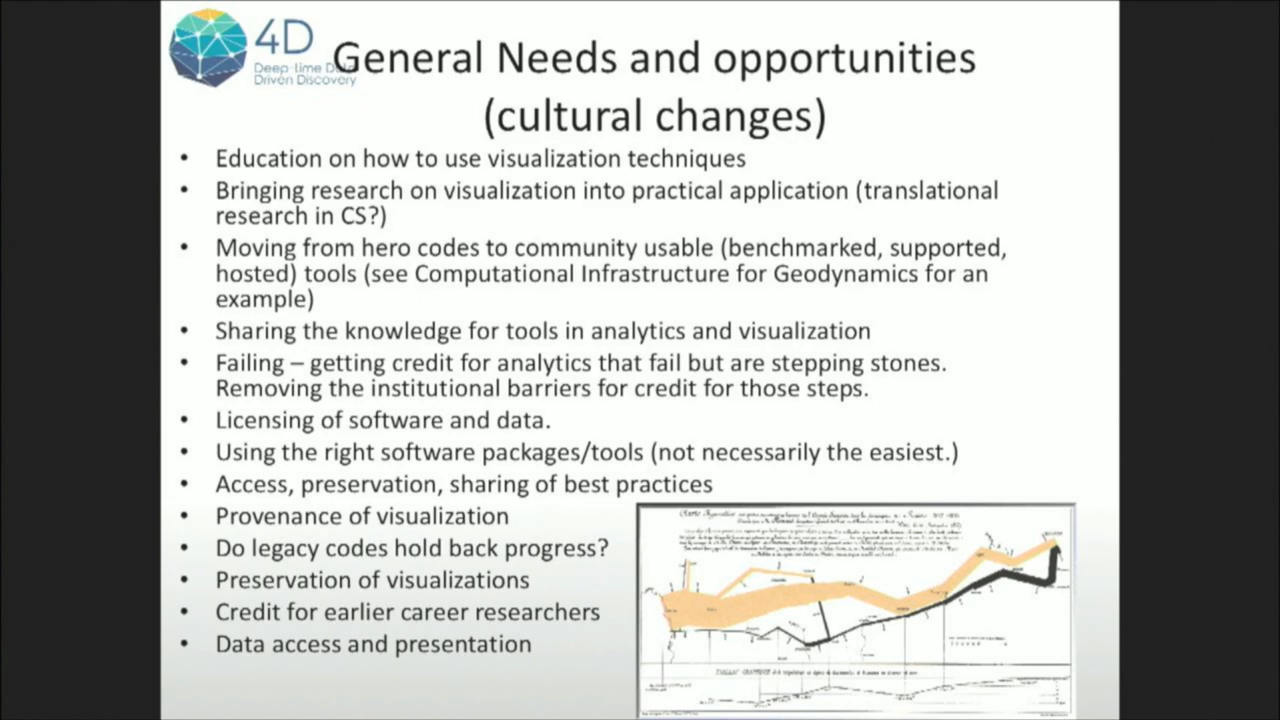 4D
Deep-time Data
Driven Discovery
General Needs and opportunities
(cultural changes)
• Education on how to use visualization techniques
• Bringing research on visualization into practical application (translational
research in CS?)
• Moving from hero codes to community usable (benchmarked, supported,
hosted) tools (see Computational Infrastructure for Geodynamics for an
example)
• Sharing the knowledge for tools in analytics and visualization
• Failing – getting credit for analytics that fail but are stepping stones.
Removing the institutional barriers for credit for those steps.
• Licensing of software and data.
• Using the right software packages/tools (not necessarily the easiest.)
• Access, preservation, sharing of best practices
• Provenance of visualization
• Do legacy codes hold back progress?
• Preservation of visualizations
• Credit for earlier career researchers
• Data access and presentation
Carte Figurative